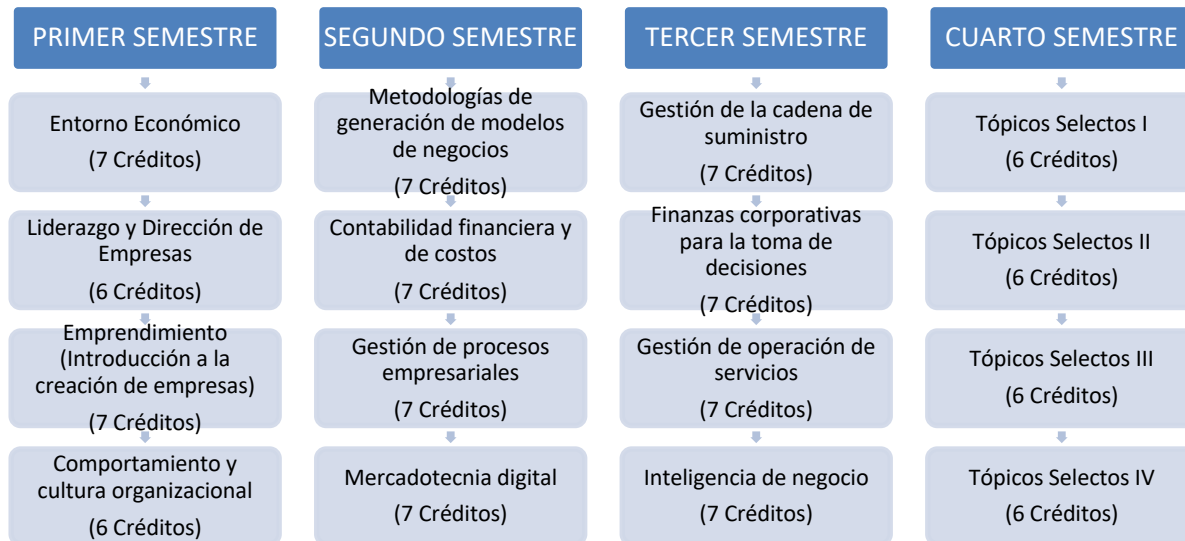 PRIMER SEMESTRE
Entorno Económico
(7 Créditos)
Liderazgo y Dirección de
Empresas
(6 Créditos)
Emprendimiento
(Introducción a la
creación de empresas)
(7 Créditos)
Comportamiento y
cultura organizacional
(6 Créditos)
SEGUNDO SEMESTRE
Metodologías de
generación de modelos
de negocios
(7 Créditos)
Contabilidad financiera y
de costos
(7 Créditos)
Gestión de procesos
empresariales
(7 Créditos)
Mercadotecnia digital
(7 Créditos)
TERCER SEMESTRE
Gestión de la cadena de
suministro
(7 Créditos)
Finanzas corporativas
para la toma de
decisiones
(7 Créditos)
Gestión de operación de
servicios
(7 Créditos)
Inteligencia de negocio
(7 Créditos)
CUARTO SEMESTRE
Tópicos Selectos I
(6 Créditos)
Tópicos Selectos II
(6 Créditos)
Tópicos Selectos III
(6 Créditos)
Tópicos Selectos IV
(6 Créditos)